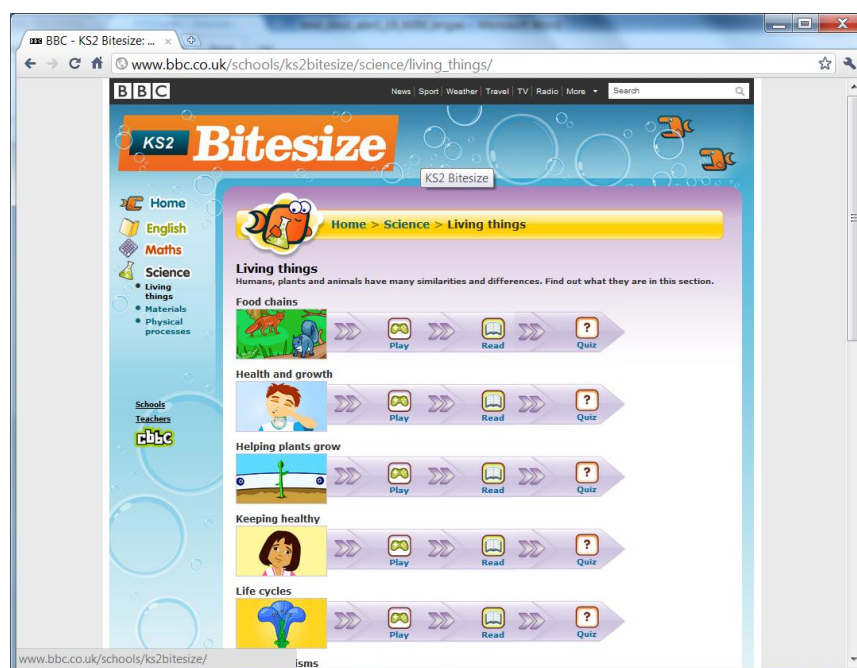 BBC - KS2 Bitesize: ...
www.bbc.co.uk/schools/ks2bitesize/science/living_things/
BBC
News Sport Weather Travel TV Radio More Search
KS2 Bitesize
KS2 Bitesize
Home
English
Maths
Science
Living things
Materials
Physical processes
Schools
Teachers
cbbc
Home > Science > Living things
Living things
Humans, plants and animals have many similarities and differences. Find out what they are in this section.
Food chains
Play Read ? Quiz
Health and growth
Play Read ? Quiz
Helping plants grow
Play Read ? Quiz
Keeping healthy
Play Read ? Quiz
Life cycles
Play Read ? Quiz
www.bbc.co.uk/schools/ks2bitesize/
isms